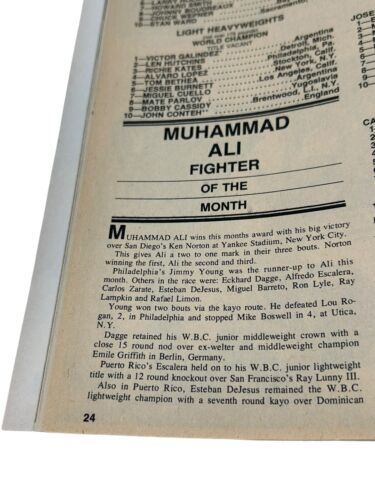 HOWARD SMITH
CHUCK WEPNER
10—STAN WARD
LIGHT HEAVYWEIGHTS
WORLD CHAMPION
TITLE VACANT
1—VICTOR GALINDEZ Argentina
2—LEN HUTCHINS Detroit, Mich.
3—RICHIE KATES Philadelphia, Pa.
4—ALVARO LOPEZ Stockton, Calif.
5—TOM BETHEA New York, N.Y.
6—JESSIE BURNETT Los Angeles, Calif.
7—MIGUEL CUELLO Argentina
8—MATE PARLOV Yugoslavia
9—BOBBY CASSIDY Brentwood, L.I., N.Y.
10—JOHN CONTEH England
JOSE
CA
MUHAMMAD
ALI
FIGHTER
OF THE
MONTH
MUHAMMAD ALI wins this months award with his big victory
over San Diego's Ken Norton at Yankee Stadium, New York City.
This gives Ali a two to one mark in their three bouts. Norton
winning the first, Ali the second and third.
Philadelphia's Jimmy Young was the runner-up to Ali this
month. Others in the race were: Eckhard Dagge, Alfredo Escalera,
Carlos Zarate, Esteban DeJesus, Miguel Barreto, Ron Lyle, Ray
Lampkin and Rafael Limon.
Young won two bouts via the kayo route. He defeated Lou Ro-
gan, 2, in Philadelphia and stopped Mike Boswell in 4, at Utica,
N.Y.
Dagge retained his W.B.C. junior middleweight crown with a
close 15 round nod over ex-welter and middleweight champion
Emile Griffith in Berlin, Germany.
Puerto Rico's Escalera held on to his W.B.C. junior lightweight
title with a 12 round knockout over San Francisco's Ray Lunny III.
Also in Puerto Rico, Esteban DeJesus remained the W.B.C.
lightweight champion with a seventh round kayo over Dominican
24